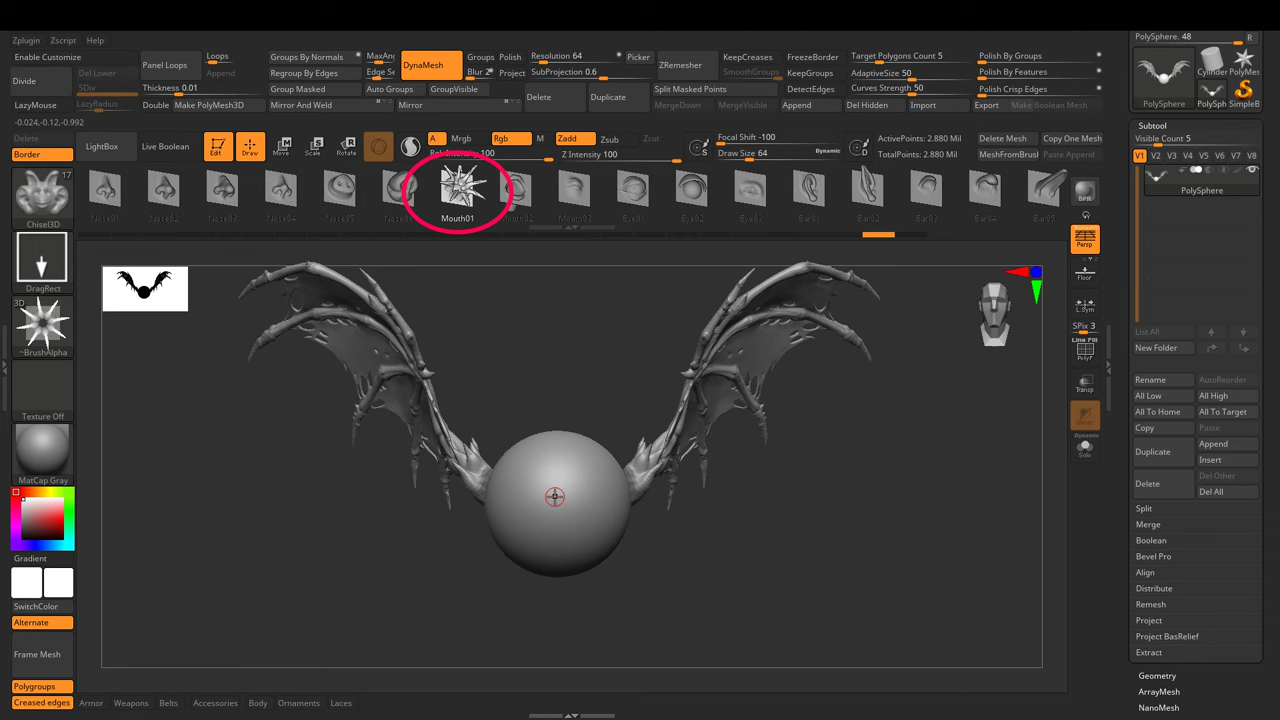 Zplugin Zscript Help
PolySphere. 48 R
Enable Customize
Panel Loops
Loops
Append
Groups By Normals
MaxAn
DynaMesh
Groups
Polish
Resolution 64
Picker
ZRemesher
KeepCreases
FreezeBorder
Target Polygons Count 5
Polish By Groups
Divide
Del Lower
SDiv
Thickness 0.01
Regroup By Edges
Edge S
Blur 2
Project
SubProjection 0.6
SmoothGroups
KeepGroups
AdaptiveSize 50
Polish By Features
Group Masked
Auto Groups
GroupVisible
Delete
Duplicate
Split Masked Points
DetectEdges
Curves Strength 50
Polish Crisp Edges
LazyMouse
LazyRadius
Double
Make PolyMesh3D
Mirror And Weld
Mirror
MergeDown
MergeVisible
Append
Del Hidden
Import
Export
Make Boolean Mesh
Cylinder PolyMes
PolySphere PolySph SimpleB
-0.024,-0.12,-0.992
Delete
Border
LightBox
Live Boolean
Edit
Draw
Move
Scale
Rotate
A
Mrgb
Rgb
M
Zadd
Zsub
Zcut
Z Intensity 100
S
Focal Shift -100
Draw Size 64
Dynamic
D
ActivePoints: 2.880 Mil
TotalPoints: 2.880 Mil
Delete Mesh
Copy One Mesh
MeshFromBrush
Paste Append
Subtool
Visible Count 5
V1 V2 V3 V4 V5 V6 V7 V8
PolySphere
17
Chisel3D
Nose01 Nose02 Nose03 Nose04 Nose05 Mouth01 Mouth02 Mouth03 Eye01 Eye02 Eye03 Ear01 Ear02 Ear03 Ear04 Ear05
BPR
Persp
Floor
L.Sym
SPix 3
Line Fill
PolyF
Transp
Dynamic
Solo
DragRect
3D
~BrushAlpha
Texture Off
MatCap Gray
Gradient
SwitchColor
Alternate
Frame Mesh
Polygroups
Creased edges
List All
New Folder
Rename AutoReorder
All Low All High
All To Home All To Target
Copy Paste
Duplicate
Append
Insert
Delete
Del Other
Del All
Split
Merge
Boolean
Bevel Pro
Align
Distribute
Remesh
Project
Project BasRelief
Extract
Geometry
ArrayMesh
NanoMesh
Armor Weapons Belts Accessories Body Ornaments Laces